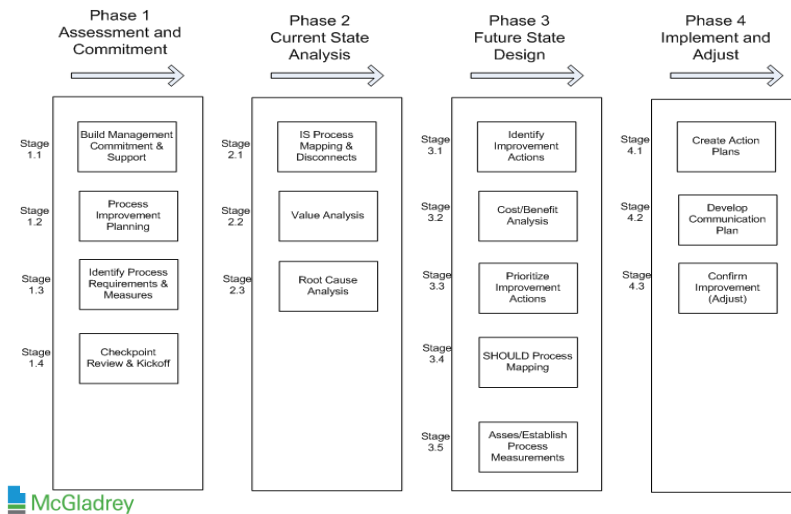 Phase 1
Assessment and
Commitment
Stage
1.1
Build Management
Commitment &
Support
Stage
1.2
Process
Improvement
Planning
Stage
1.3
Identify Process
Requirements &
Measures
Stage
1.4
Checkpoint
Review & Kickoff
Phase 2
Current State
Analysis
Stage
2.1
IS Process
Mapping &
Disconnects
Stage
2.2
Value Analysis
Stage
2.3
Root Cause
Analysis
Phase 3
Future State
Design
Stage
3.1
Identify
Improvement
Actions
Stage
3.2
Cost/Benefit
Analysis
Stage
3.3
Prioritize
Improvement
Actions
Stage
3.4
SHOULD Process
Mapping
Stage
3.5
Asses/Establish
Process
Measurements
Phase 4
Implement and
Adjust
Stage
4.1
Create Action
Plans
Stage
4.2
Develop
Communication
Plan
Stage
4.3
Confirm
Improvement
(Adjust)
McGladrey